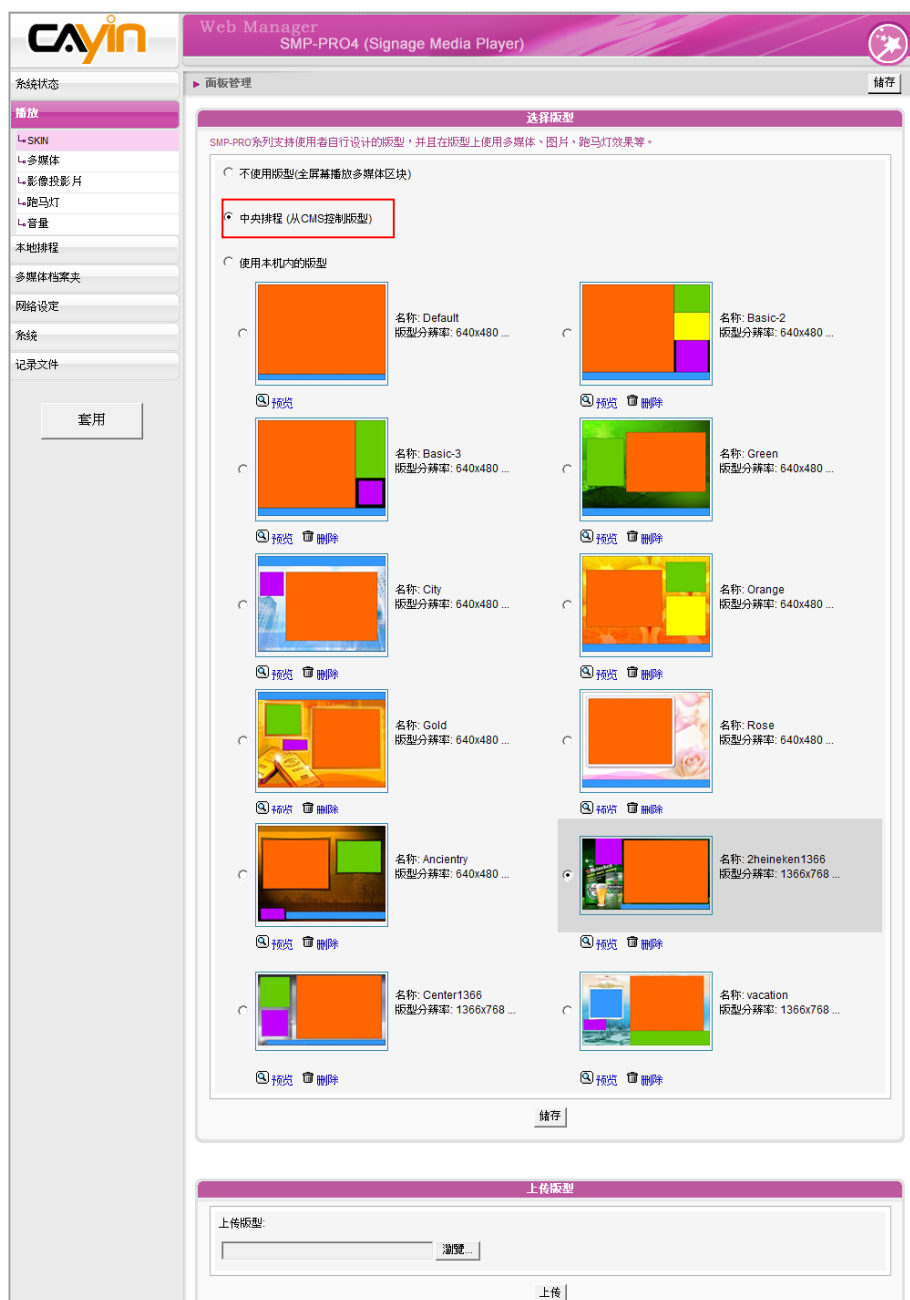 CAYIN
Web Manager
SMP-PRO4 (Signage Media Player)
系统状态
播放
SKIN
多媒体
影像投影片
跑马灯
音量
本地排程
多媒体档案夹
网络设定
系统
记录文件
套用
面板管理
储存
选择版型
SMP-PRO系列支持使用者自行设计的版型，并且在版型上使用多媒体、图片、跑马灯效果等。
不使用版型(全屏幕播放多媒体区块)
中央排程 (从CMS控制版型)
使用本机内的版型
名称: Default
版型分辨率: 640x480 ...
预览
名称: Basic-2
版型分辨率: 640x480 ...
预览 删除
名称: Basic-3
版型分辨率: 640x480 ...
预览 删除
名称: Green
版型分辨率: 640x480 ...
预览 删除
名称: City
版型分辨率: 640x480 ...
预览 删除
名称: Orange
版型分辨率: 640x480 ...
预览 删除
名称: Gold
版型分辨率: 640x480 ...
预览 删除
名称: Rose
版型分辨率: 640x480 ...
预览 删除
名称: Ancientry
版型分辨率: 640x480 ...
预览 删除
名称: 2heineken1366
版型分辨率: 1366x768 ...
预览 删除
名称: Center1366
版型分辨率: 1366x768 ...
预览 删除
名称: vacation
版型分辨率: 1366x768 ...
预览 删除
储存
上传版型
上传版型:
瀏覽...
上传